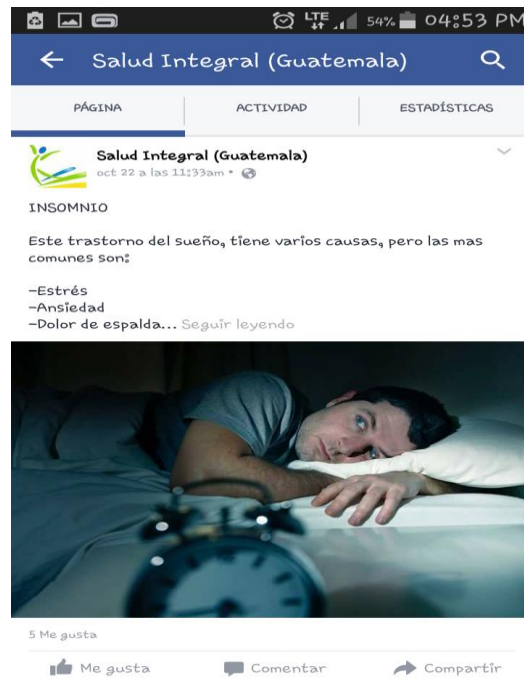 LTE 54% 04:53 PM
Salud Integral (Guatemala)
PÁGINA ACTIVIDAD ESTADÍSTICAS
Salud Integral (Guatemala)
oct 22 a las 11:33am •
INSOMNIO
Este trastorno del sueño, tiene varios causas, pero las mas
comunes son:
-Estrés
-Ansiedad
-Dolor de espalda... Seguir leyendo
5 Me gusta
Me gusta Comentar Compartir